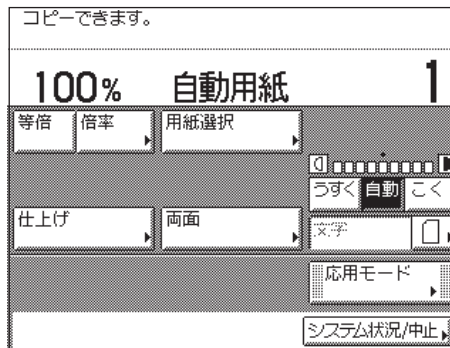 コピーできます。
100% 自動用紙 1
等倍 倍率 用紙選択
うすく 自動 こく
仕上げ 両面 文字
応用モード
システム状況/中止